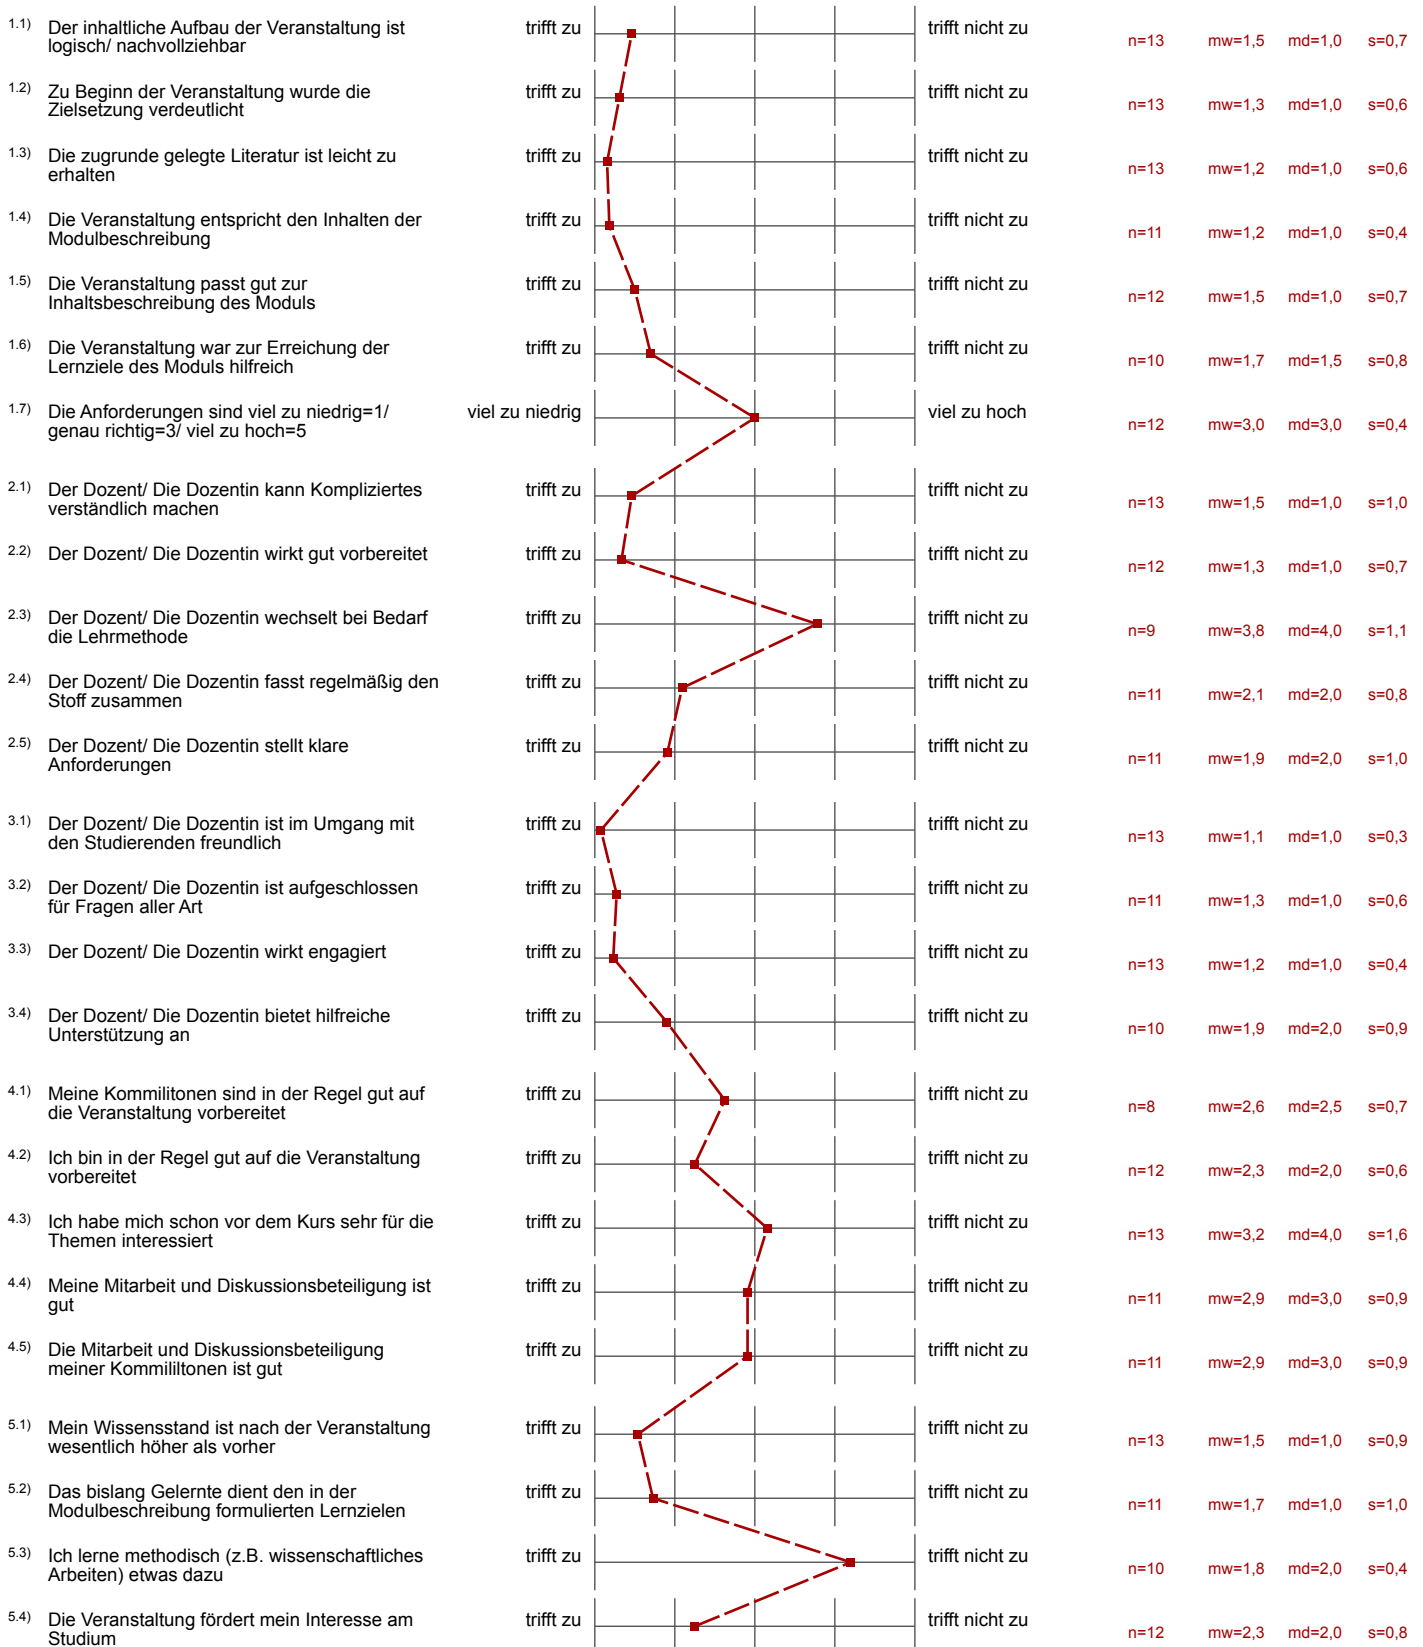 1.1) Der inhaltliche Aufbau der Veranstaltung ist trifft zu trifft nicht zu
logisch/ nachvollziehbar n=13 mw=1,5 md=1,0 s=0,7
1.2) Zu Beginn der Veranstaltung wurde die trifft zu trifft nicht zu
Zielsetzung verdeutlicht n=13 mw=1,3 md=1,0 s=0,6
1.3) Die zugrunde gelegte Literatur ist leicht zu trifft zu trifft nicht zu
erhalten n=13 mw=1,2 md=1,0 s=0,6
1.4) Die Veranstaltung entspricht den Inhalten der trifft zu trifft nicht zu
Modulbeschreibung n=11 mw=1,2 md=1,0 s=0,4
1.5) Die Veranstaltung passt gut zur trifft zu trifft nicht zu
Inhaltsbeschreibung des Moduls n=12 mw=1,5 md=1,0 s=0,7
1.6) Die Veranstaltung war zur Erreichung der trifft zu trifft nicht zu
Lernziele des Moduls hilfreich n=10 mw=1,7 md=1,5 s=0,8
1.7) Die Anforderungen sind viel zu niedrig=1/ viel zu niedrig viel zu hoch
genau richtig=3/ viel zu hoch=5 n=12 mw=3,0 md=3,0 s=0,4
2.1) Der Dozent/ Die Dozentin kann Kompliziertes trifft zu trifft nicht zu
verständlich machen n=13 mw=1,5 md=1,0 s=1,0
2.2) Der Dozent/ Die Dozentin wirkt gut vorbereitet trifft zu trifft nicht zu
n=12 mw=1,3 md=1,0 s=0,7
2.3) Der Dozent/ Die Dozentin wechselt bei Bedarf trifft zu trifft nicht zu
die Lehrmethode n=9 mw=3,8 md=4,0 s=1,1
2.4) Der Dozent/ Die Dozentin fasst regelmäßig den trifft zu trifft nicht zu
Stoff zusammen n=11 mw=2,1 md=2,0 s=0,8
2.5) Der Dozent/ Die Dozentin stellt klare trifft zu trifft nicht zu
Anforderungen n=11 mw=1,9 md=2,0 s=1,0
3.1) Der Dozent/ Die Dozentin ist im Umgang mit trifft zu trifft nicht zu
den Studierenden freundlich n=13 mw=1,1 md=1,0 s=0,3
3.2) Der Dozent/ Die Dozentin ist aufgeschlossen trifft zu trifft nicht zu
für Fragen aller Art n=11 mw=1,3 md=1,0 s=0,6
3.3) Der Dozent/ Die Dozentin wirkt engagiert trifft zu trifft nicht zu
n=13 mw=1,2 md=1,0 s=0,4
3.4) Der Dozent/ Die Dozentin bietet hilfreiche trifft zu trifft nicht zu
Unterstützung an n=10 mw=1,9 md=2,0 s=0,9
4.1) Meine Kommilitonen sind in der Regel gut auf trifft zu trifft nicht zu
die Veranstaltung vorbereitet n=8 mw=2,6 md=2,5 s=0,7
4.2) Ich bin in der Regel gut auf die Veranstaltung trifft zu trifft nicht zu
vorbereitet n=12 mw=2,3 md=2,0 s=0,6
4.3) Ich habe mich schon vor dem Kurs sehr für die trifft zu trifft nicht zu
Themen interessiert n=13 mw=3,2 md=4,0 s=1,6
4.4) Meine Mitarbeit und Diskussionsbeteiligung ist trifft zu trifft nicht zu
gut n=11 mw=2,9 md=3,0 s=0,9
4.5) Die Mitarbeit und Diskussionsbeteiligung trifft zu trifft nicht zu
meiner Kommililtonen ist gut n=11 mw=2,9 md=3,0 s=0,9
5.1) Mein Wissensstand ist nach der Veranstaltung trifft zu trifft nicht zu
wesentlich höher als vorher n=13 mw=1,5 md=1,0 s=0,9
5.2) Das bislang Gelernte dient den in der trifft zu trifft nicht zu
Modulbeschreibung formulierten Lernzielen n=11 mw=1,7 md=1,0 s=1,0
5.3) Ich lerne methodisch (z.B. wissenschaftliches trifft zu trifft nicht zu
Arbeiten) etwas dazu n=10 mw=1,8 md=2,0 s=0,4
5.4) Die Veranstaltung fördert mein Interesse am trifft zu trifft nicht zu
Studium n=12 mw=2,3 md=2,0 s=0,8